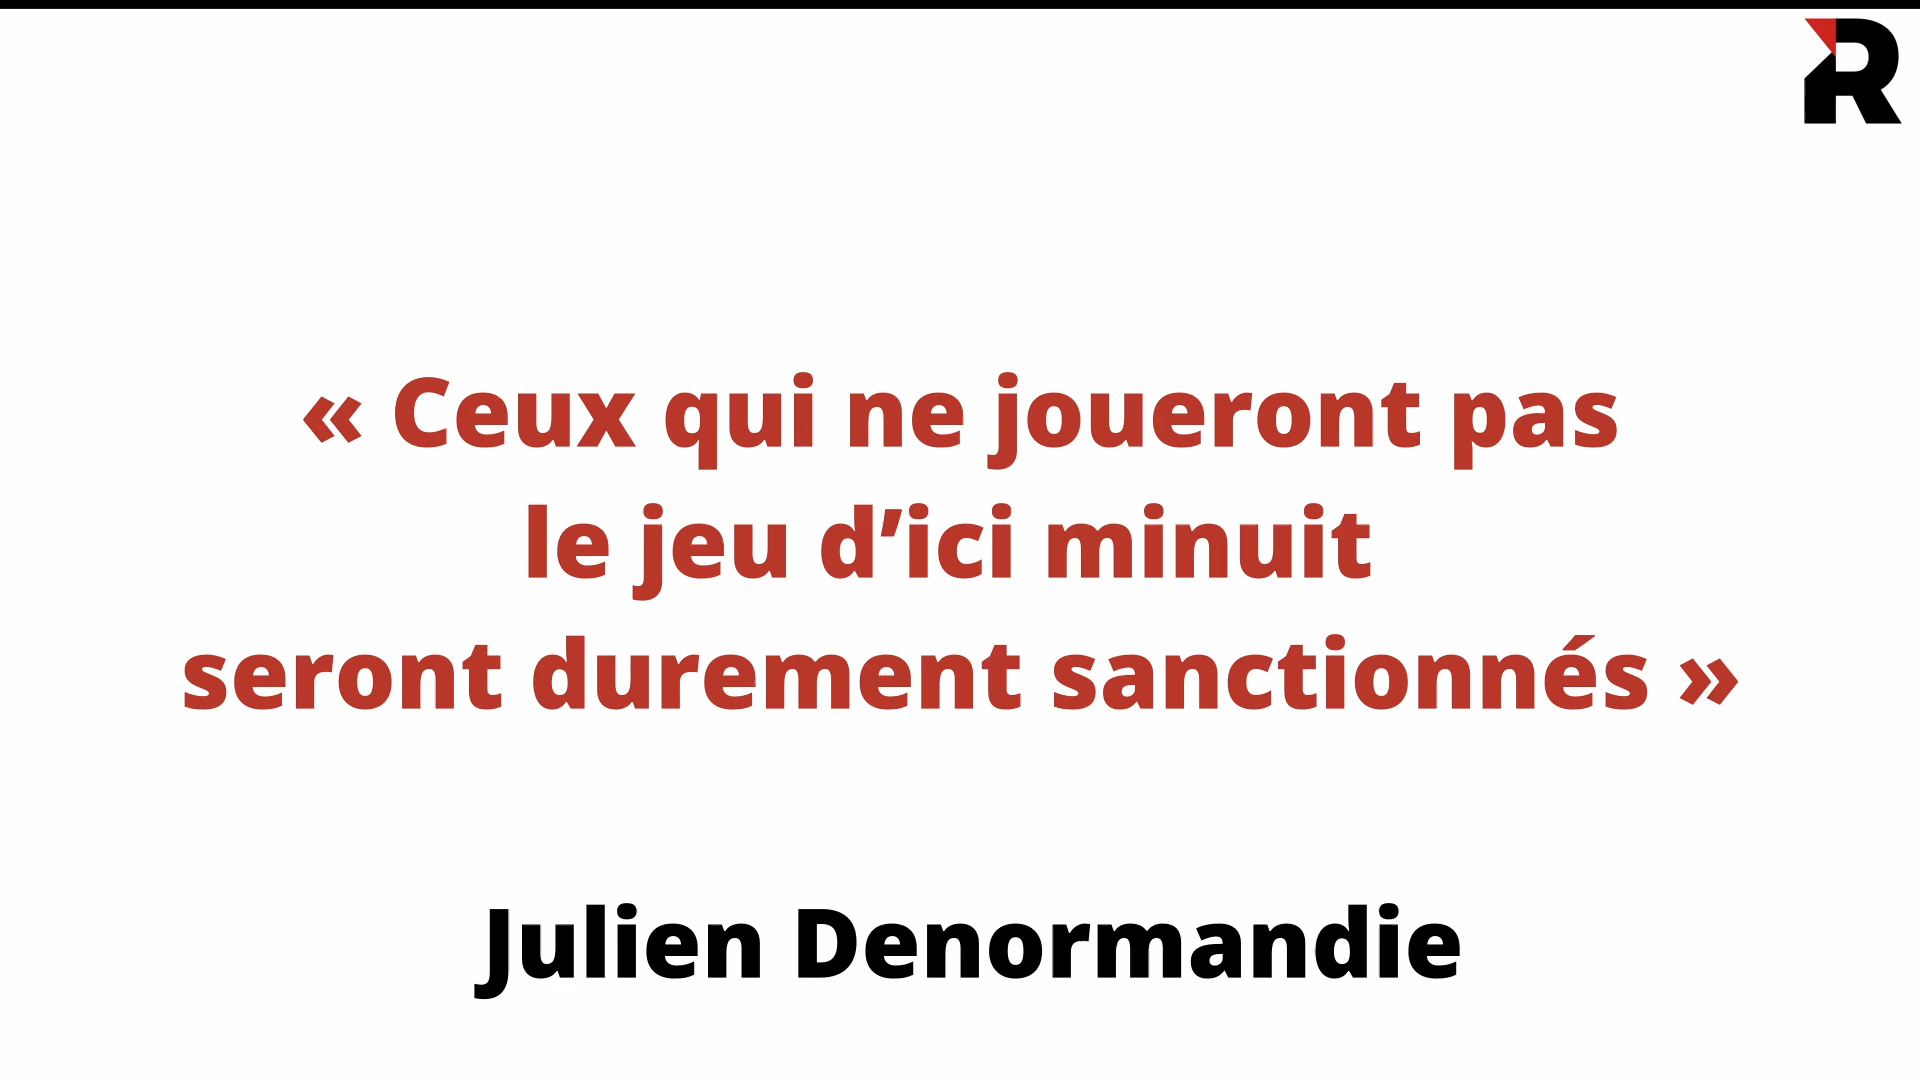 R
« Ceux qui ne joueront pas
le jeu d’ici minuit
seront durement sanctionnés »
Julien Denormandie